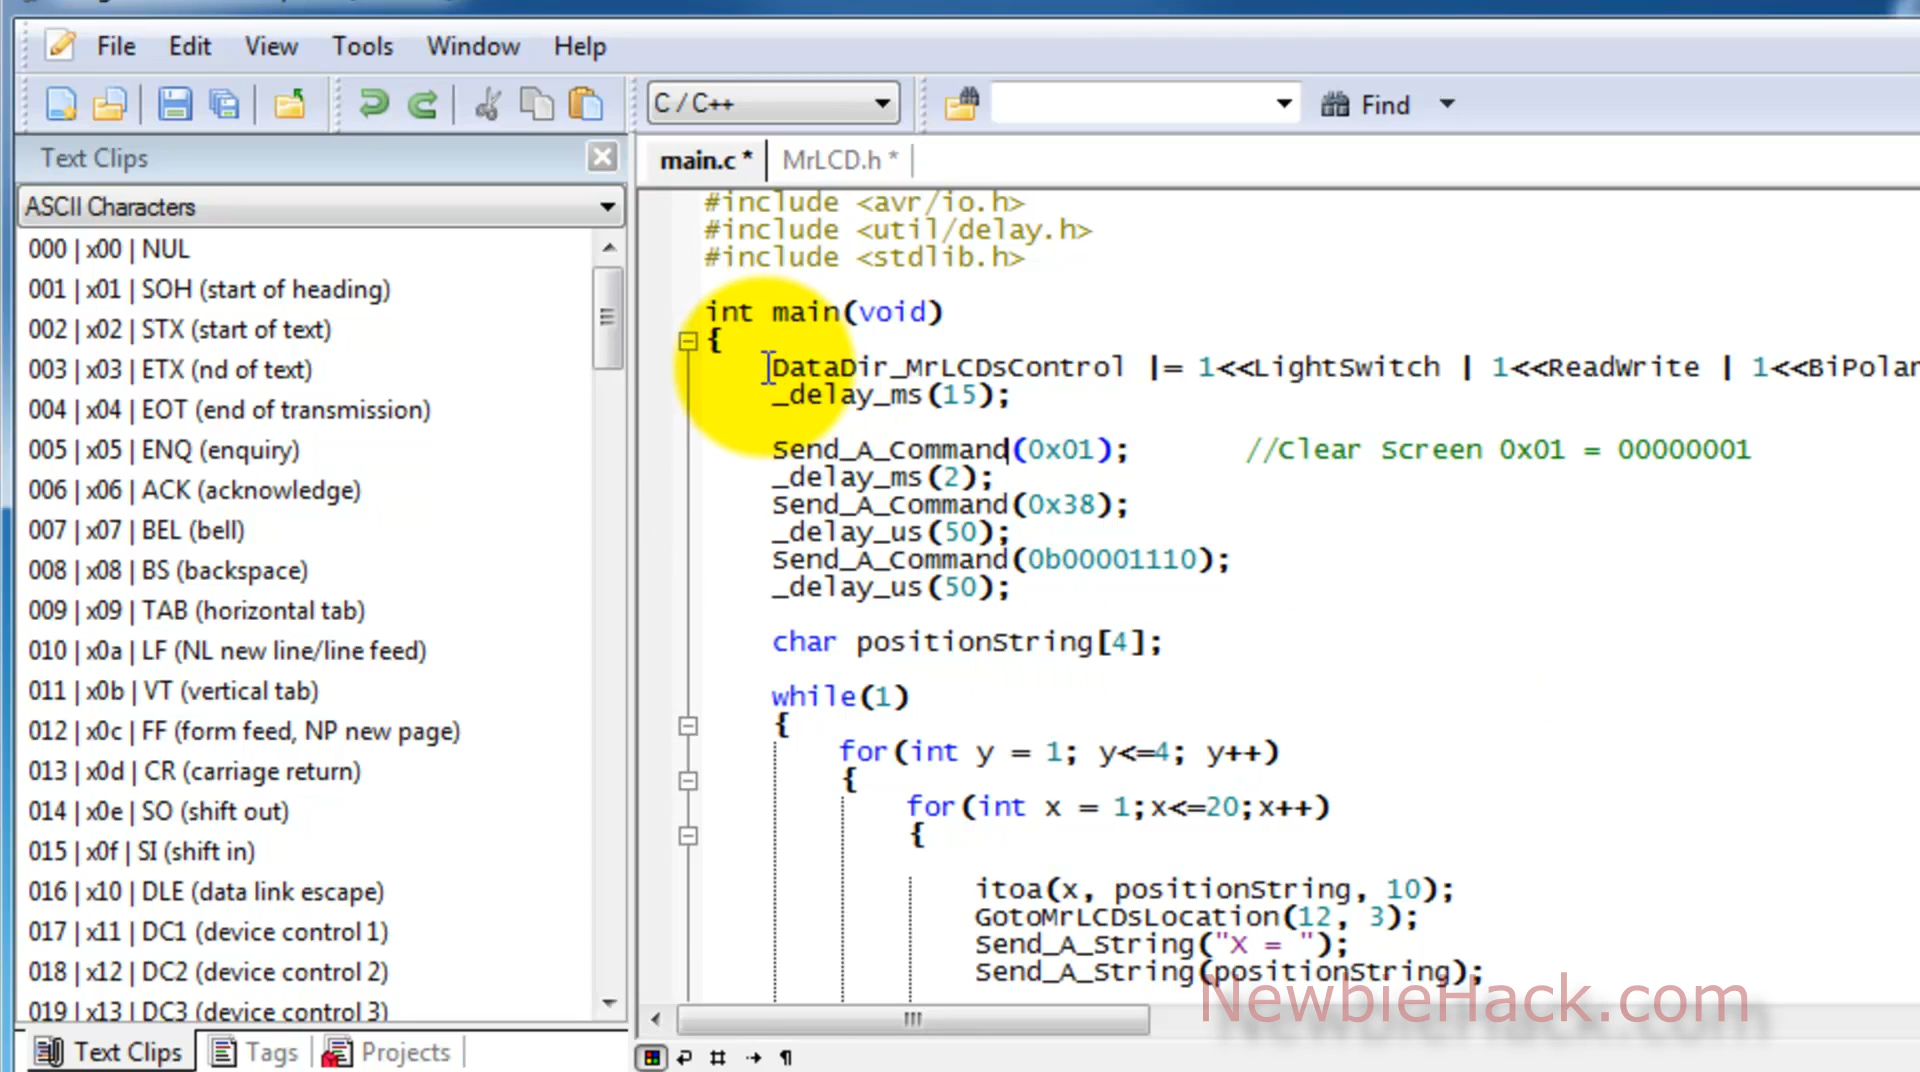 File Edit View Tools Window Help
C / C++
Find
Text Clips
main.c * MrLCD.h *
ASCII Characters
000 | x00 | NUL
001 | x01 | SOH (start of heading)
002 | x02 | STX (start of text)
003 | x03 | ETX (nd of text)
004 | x04 | EOT (end of transmission)
005 | x05 | ENQ (enquiry)
006 | x06 | ACK (acknowledge)
007 | x07 | BEL (bell)
008 | x08 | BS (backspace)
009 | x09 | TAB (horizontal tab)
010 | x0a | LF (NL new line/line feed)
011 | x0b | VT (vertical tab)
012 | x0c | FF (form feed, NP new page)
013 | x0d | CR (carriage return)
014 | x0e | SO (shift out)
015 | x0f | SI (shift in)
016 | x10 | DLE (data link escape)
017 | x11 | DC1 (device control 1)
018 | x12 | DC2 (device control 2)
019 | x13 | DC3 (device control 3)
Text Clips Tags Projects
#include <avr/io.h>
#include <util/delay.h>
#include <stdlib.h>
int main(void)
{
DataDir_MrLCDsControl |= 1<<LightSwitch | 1<<ReadWrite | 1<<BiPolar
_delay_ms(15);
Send_A_Command(0x01); //Clear Screen 0x01 = 00000001
_delay_ms(2);
Send_A_Command(0x38);
_delay_us(50);
Send_A_Command(0b00001110);
_delay_us(50);
char positionString[4];
while(1)
{
for(int y = 1; y<=4; y++)
{
for(int x = 1;x<=20;x++)
{
itoa(x, positionString, 10);
GotoMrLCDsLocation(12, 3);
Send_A_String("X = ");
Send_A_String(positionString);
NewbieHack.com